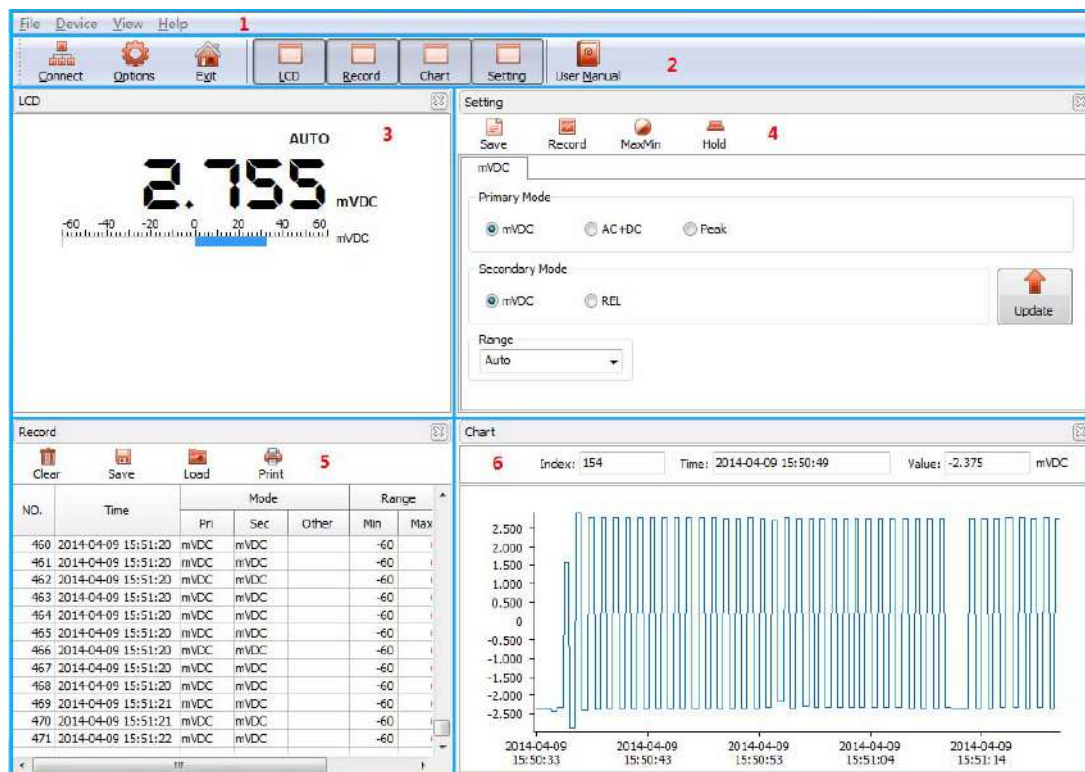 File Device View Help 1
Connect Options Exit LCD Record Chart Setting User Manual 2
LCD
3
AUTO
2.755 mVDC
-60 -40 -20 0 20 40 60 mVDC
Setting
Save Record MaxMin Hold 4
mVDC
Primary Mode
mVDC AC+DC Peak
Secondary Mode
mVDC REL
Update
Range
Auto
Record
Clear Save Load Print 5
NO. Time Mode Range
Pri Sec Other Min Max
460 2014-04-09 15:51:20 mVDC mVDC -60
461 2014-04-09 15:51:20 mVDC mVDC -60
462 2014-04-09 15:51:20 mVDC mVDC -60
463 2014-04-09 15:51:20 mVDC mVDC -60
464 2014-04-09 15:51:20 mVDC mVDC -60
465 2014-04-09 15:51:20 mVDC mVDC -60
466 2014-04-09 15:51:20 mVDC mVDC -60
467 2014-04-09 15:51:20 mVDC mVDC -60
468 2014-04-09 15:51:20 mVDC mVDC -60
469 2014-04-09 15:51:21 mVDC mVDC -60
470 2014-04-09 15:51:21 mVDC mVDC -60
471 2014-04-09 15:51:22 mVDC mVDC -60
Chart
6 Index: 154 Time: 2014-04-09 15:50:49 Value: -2.375 mVDC
2.500
2.000
1.500
1.000
0.500
0
-0.500
-1.000
-1.500
-2.000
-2.500
2014-04-09 2014-04-09 2014-04-09 2014-04-09 2014-04-09
15:50:33 15:50:43 15:50:53 15:51:04 15:51:14